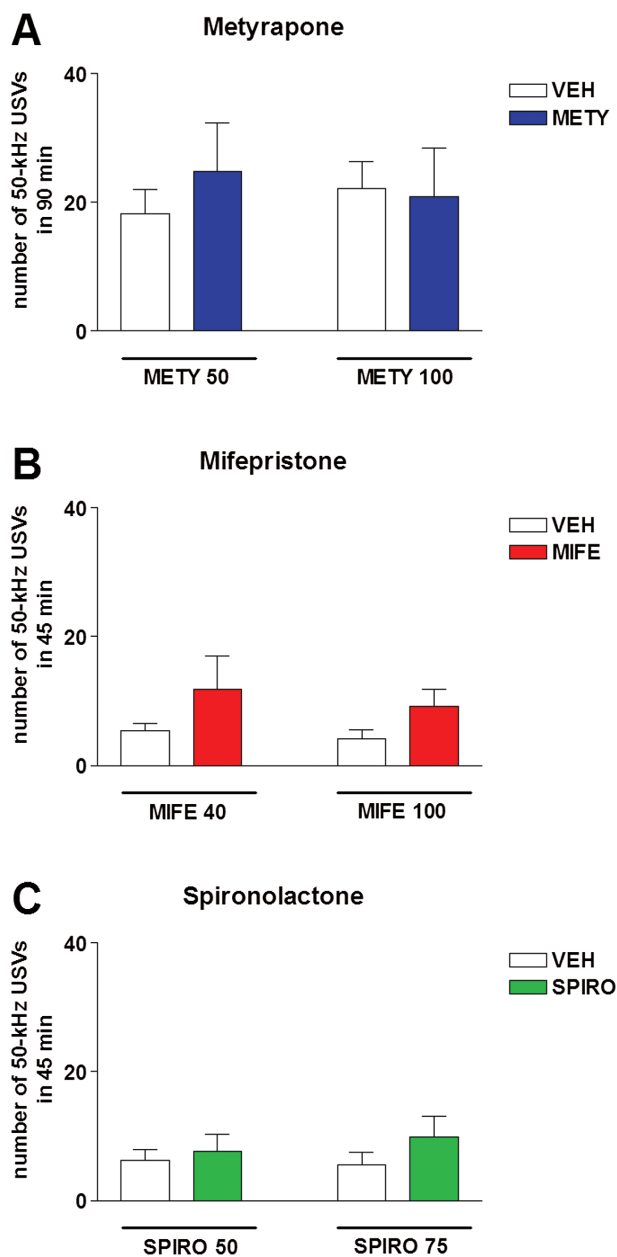 A
Metyrapone
number of 50-kHz USVs
in 90 min
40
20
0
VEH
METY
METY 50
METY 100
B
Mifepristone
number of 50-kHz USVs
in 45 min
40
20
0
VEH
MIFE
MIFE 40
MIFE 100
C
Spironolactone
number of 50-kHz USVs
in 45 min
40
20
0
VEH
SPIRO
SPIRO 50
SPIRO 75